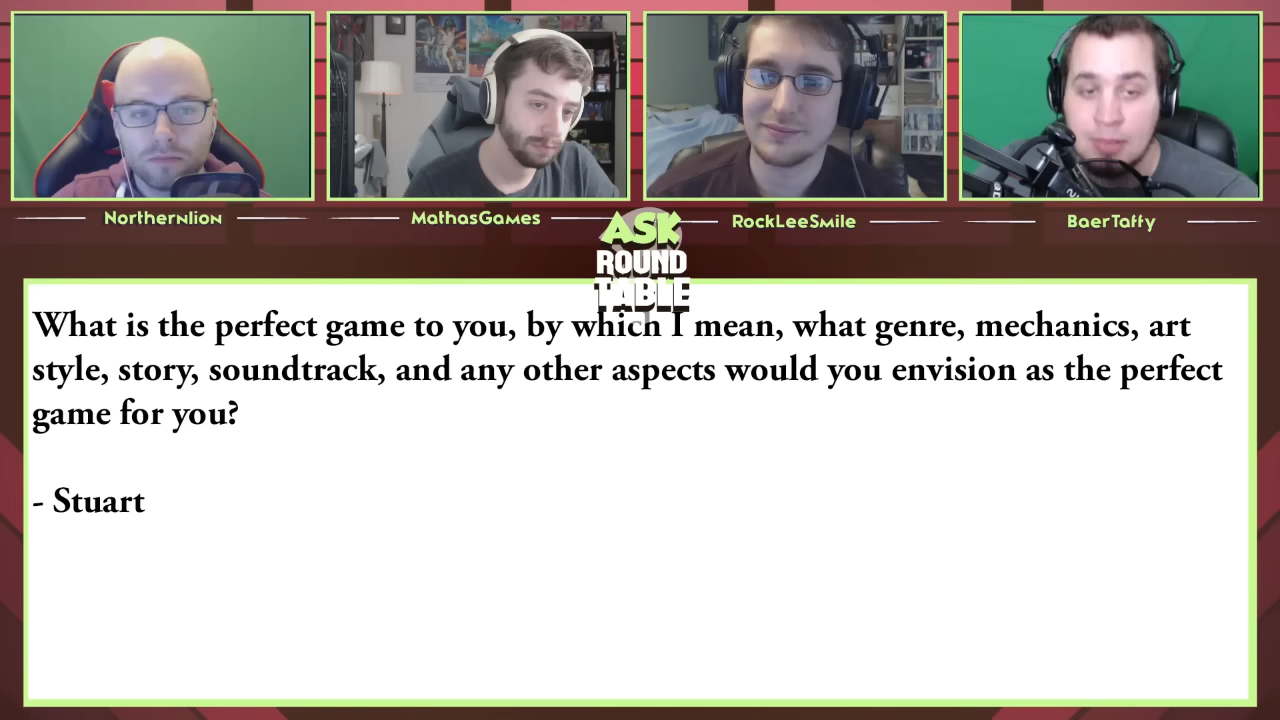 Northernlion
MathasGames
RockLeeSmile
BaerTaffy
ASK
ROUND
TABLE
What is the perfect game to you, by which I mean, what genre, mechanics, art
style, story, soundtrack, and any other aspects would you envision as the perfect
game for you?
- Stuart